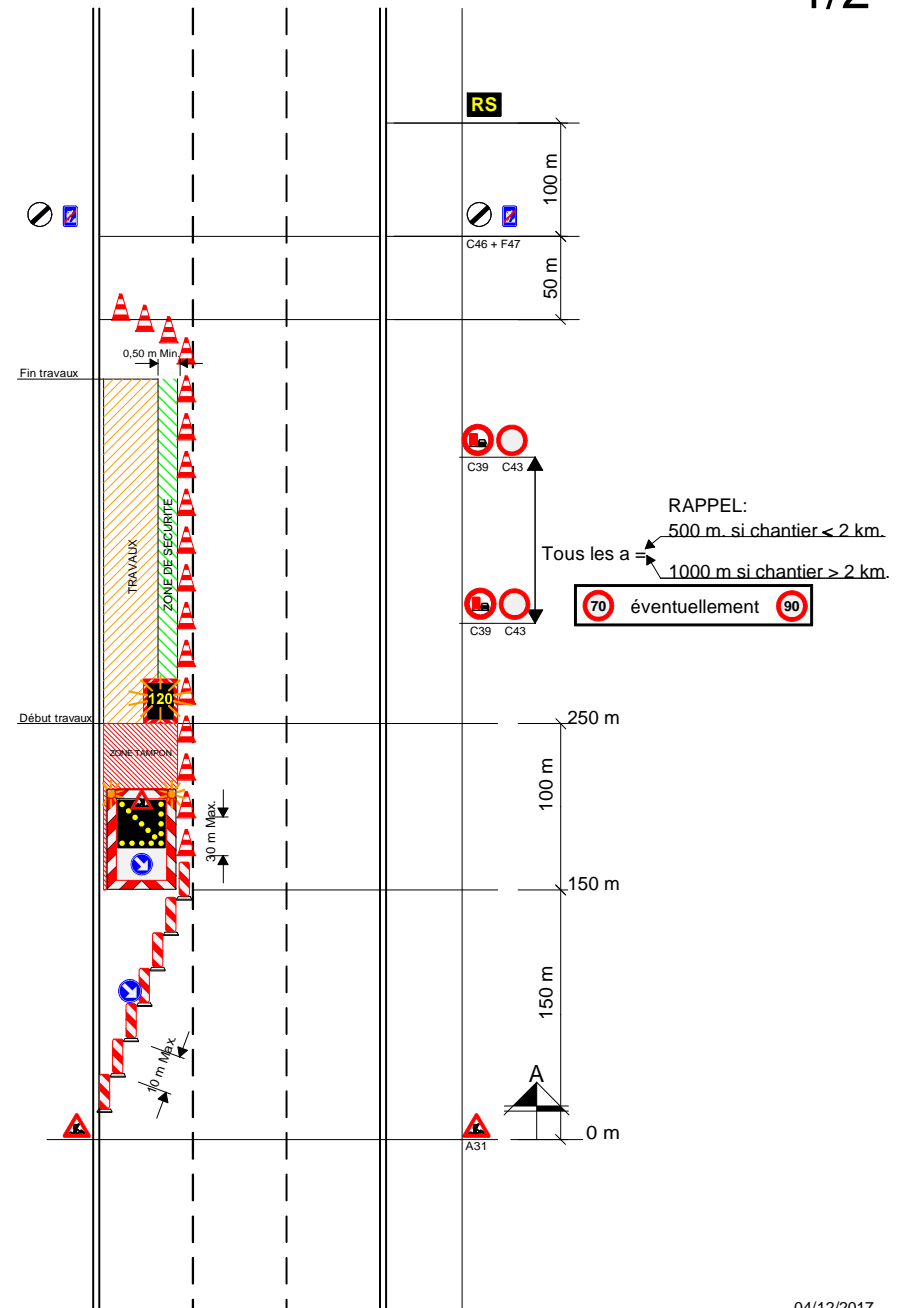 1/2
RS
100 m
C46 + F47
50 m
0,50 m Min.
Fin travaux
C39 C43
TRAVAUX
ZONE DE SECURITE
RAPPEL:
500 m. si chantier < 2 km.
Tous les a =
1000 m si chantier > 2 km.
70 éventuellement 90
C39 C43
120
Début travaux
250 m
ZONE TAMPON
100 m
30 m Max.
150 m
150 m
10 m Max.
A
0 m
A31
04/12/2017